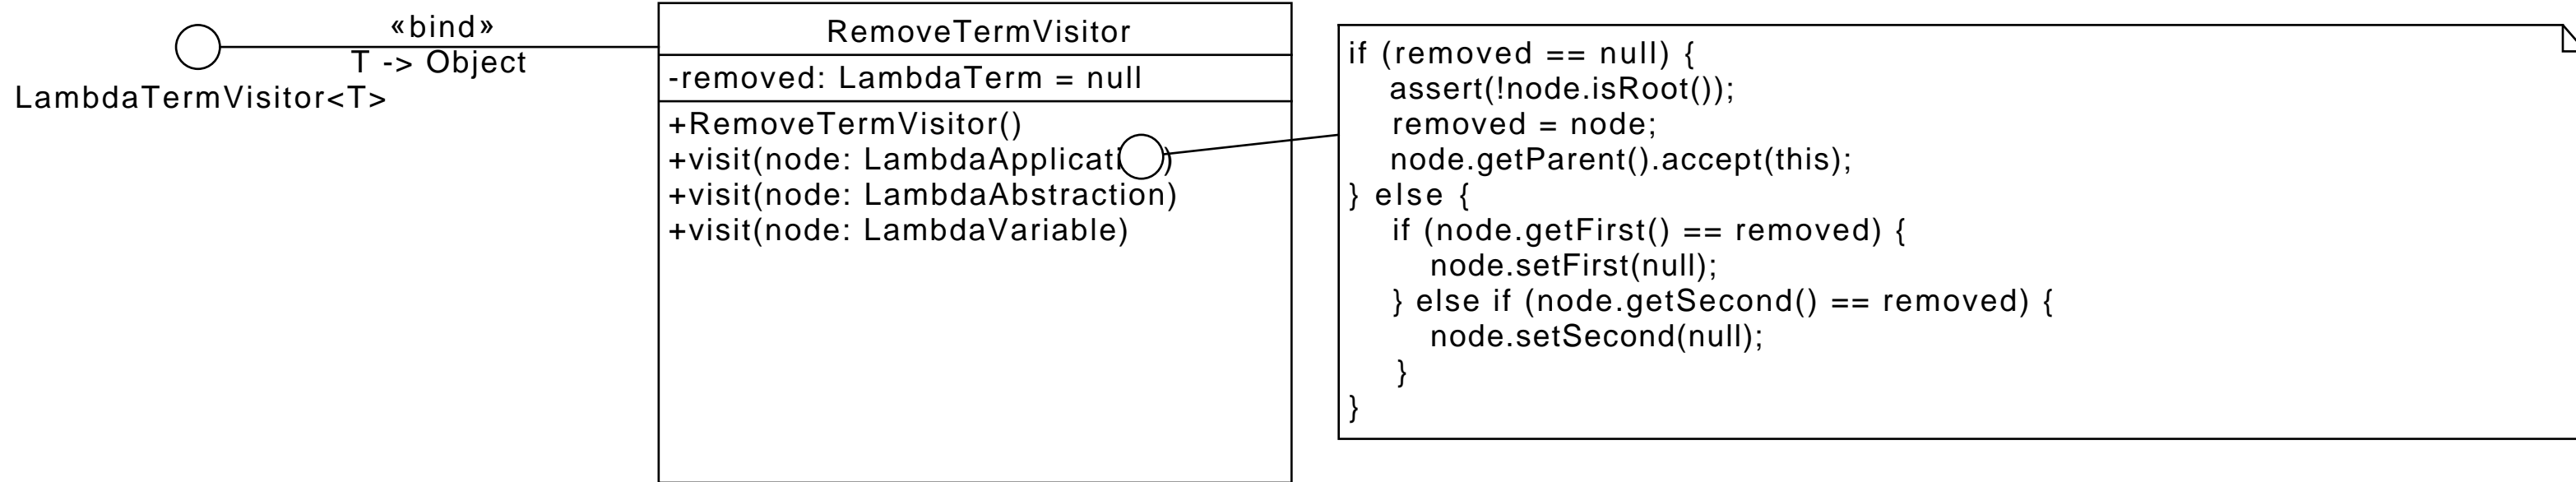 «bind»
T -> Object
LambdaTermVisitor<T>
RemoveTermVisitor
-removed: LambdaTerm = null
+RemoveTermVisitor()
+visit(node: LambdaApplicati )
+visit(node: LambdaAbstraction)
+visit(node: LambdaVariable)
if (removed == null) {
assert(!node.isRoot());
removed = node;
node.getParent().accept(this);
} else {
if (node.getFirst() == removed) {
node.setFirst(null);
} else if (node.getSecond() == removed) {
node.setSecond(null);
}
}